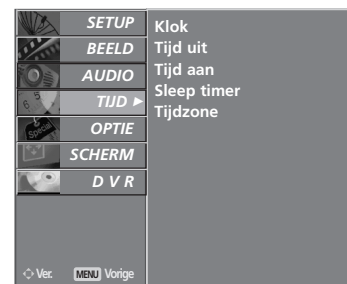 SETUP
BEELD
AUDIO
TIJD ►
OPTIE
SCHERM
D V R
Klok
Tijd uit
Tijd aan
Sleep timer
Tijdzone
Ver. MENU Vorige